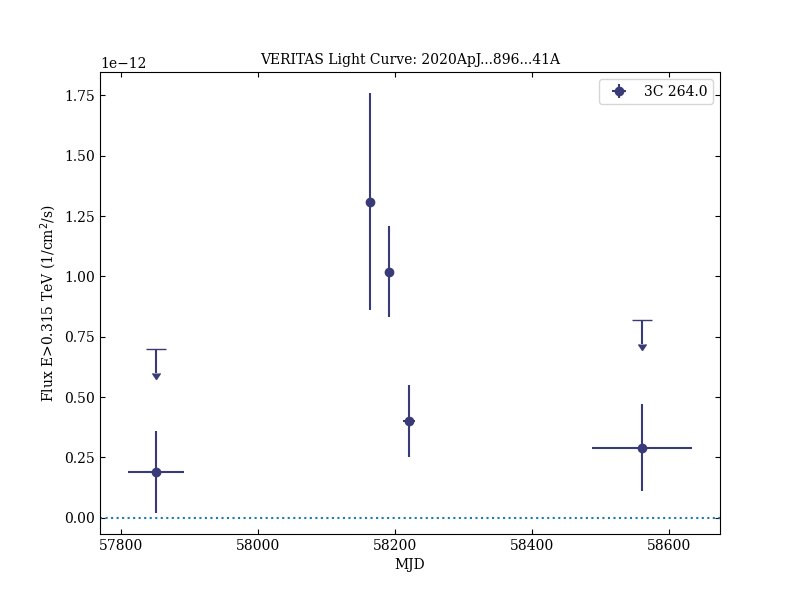 VERITAS Light Curve: 2020ApJ...896...41A
1e−12
3C 264.0
1.75
1.50
1.25
1.00
0.75
0.50
0.25
0.00
Flux E>0.315 TeV (1/cm²/s)
57800 58000 58200 58400 58600
MJD